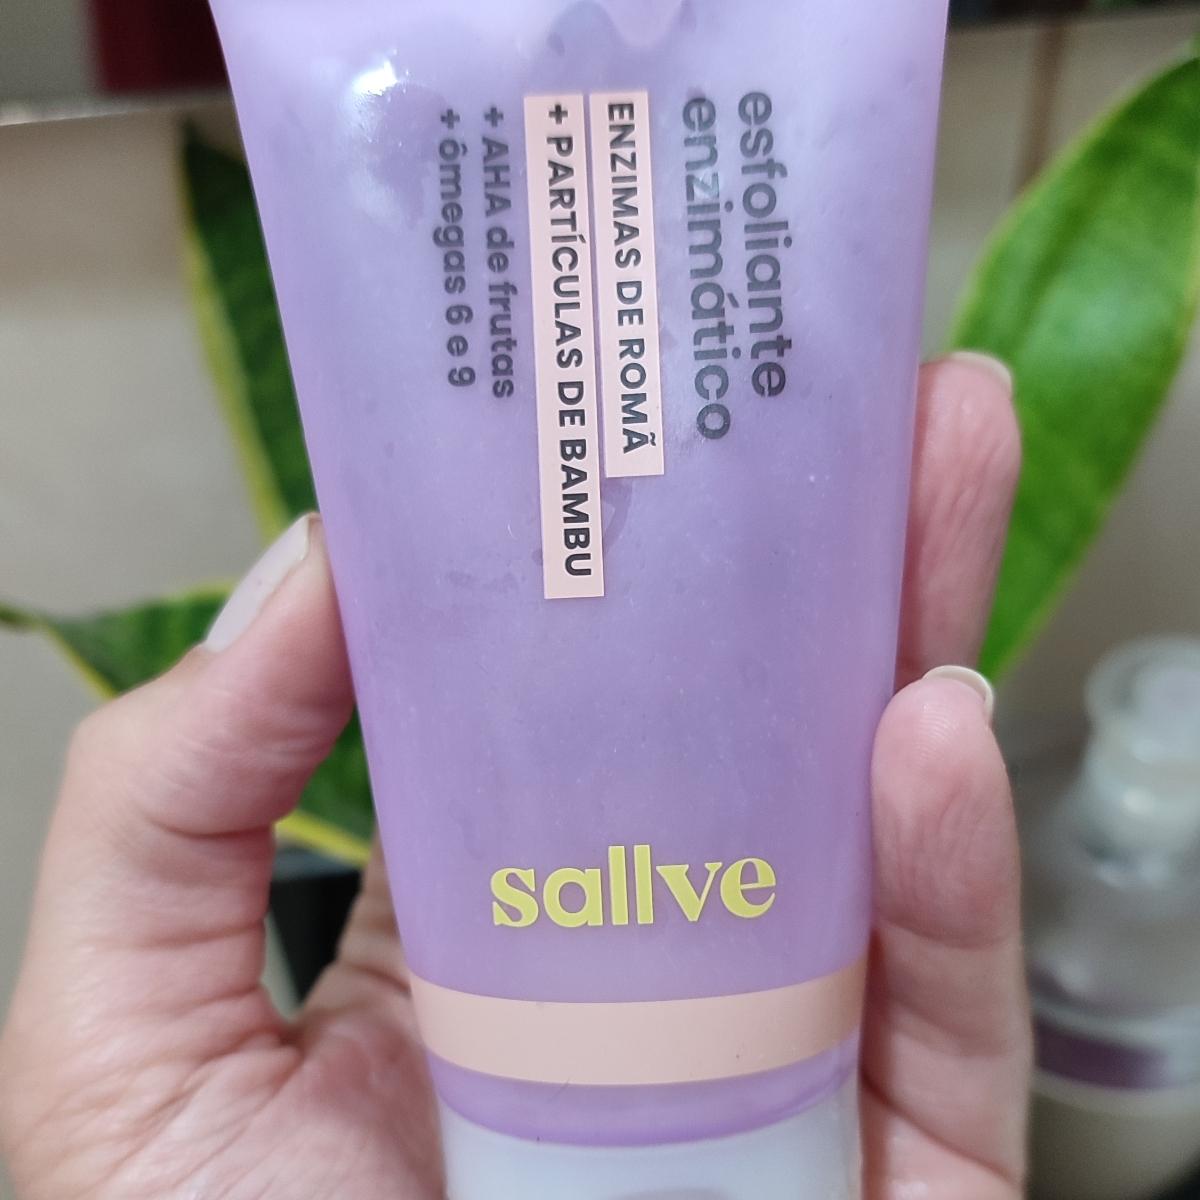 esfoliante
enzimático
ENZIMAS DE ROMÃ
+ PARTÍCULAS DE BAMBU
+ AHA de frutas
+ ômegas 6 e 9
sallve